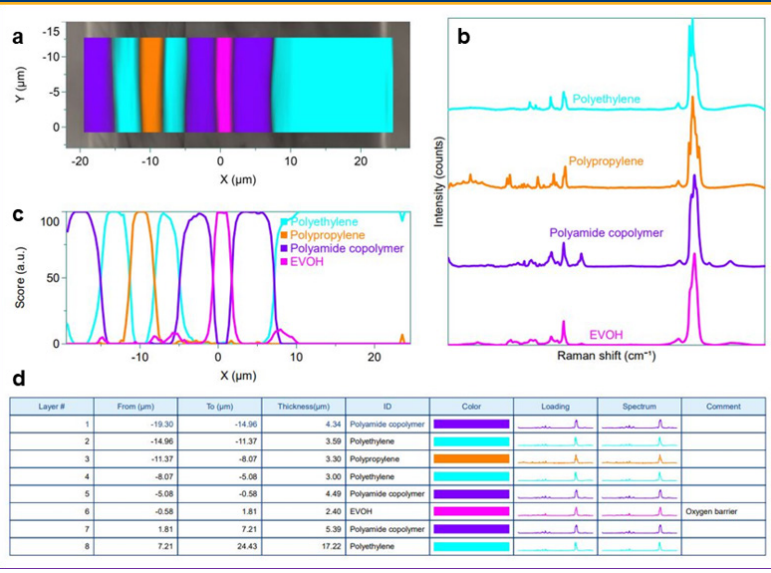 a
-15
-10
-5
0
Y (µm)
-20 -10 0 10 20
X (µm)
b
Polyethylene
Polypropylene
Polyamide copolymer
EVOH
Intensity (counts)
Raman shift (cm⁻¹)
c
100
50
0
Score (a.u.)
Polyethylene
Polypropylene
Polyamide copolymer
EVOH
-10 0 10 20
X (µm)
d
Layer # From (µm) To (µm) Thickness(µm) ID Color Loading Spectrum Comment
1 -19.30 -14.96 4.34 Polyamide copolymer
2 -14.96 -11.37 3.59 Polyethylene
3 -11.37 -8.07 3.30 Polypropylene
4 -8.07 -5.08 3.00 Polyethylene
5 -5.08 -0.58 4.49 Polyamide copolymer
6 -0.58 1.81 2.40 EVOH Oxygen barrier
7 1.81 7.21 5.39 Polyamide copolymer
8 7.21 24.43 17.22 Polyethylene